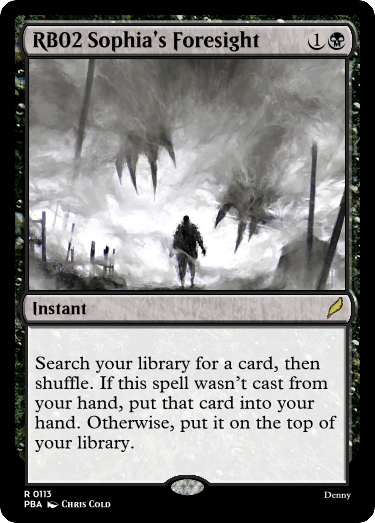 RB02 Sophia's Foresight 1
Instant
Search your library for a card, then
shuffle. If this spell wasn't cast from
your hand, put that card into your
hand. Otherwise, put it on the top of
your library.
R 0113
PBA Chris Cold
Denny